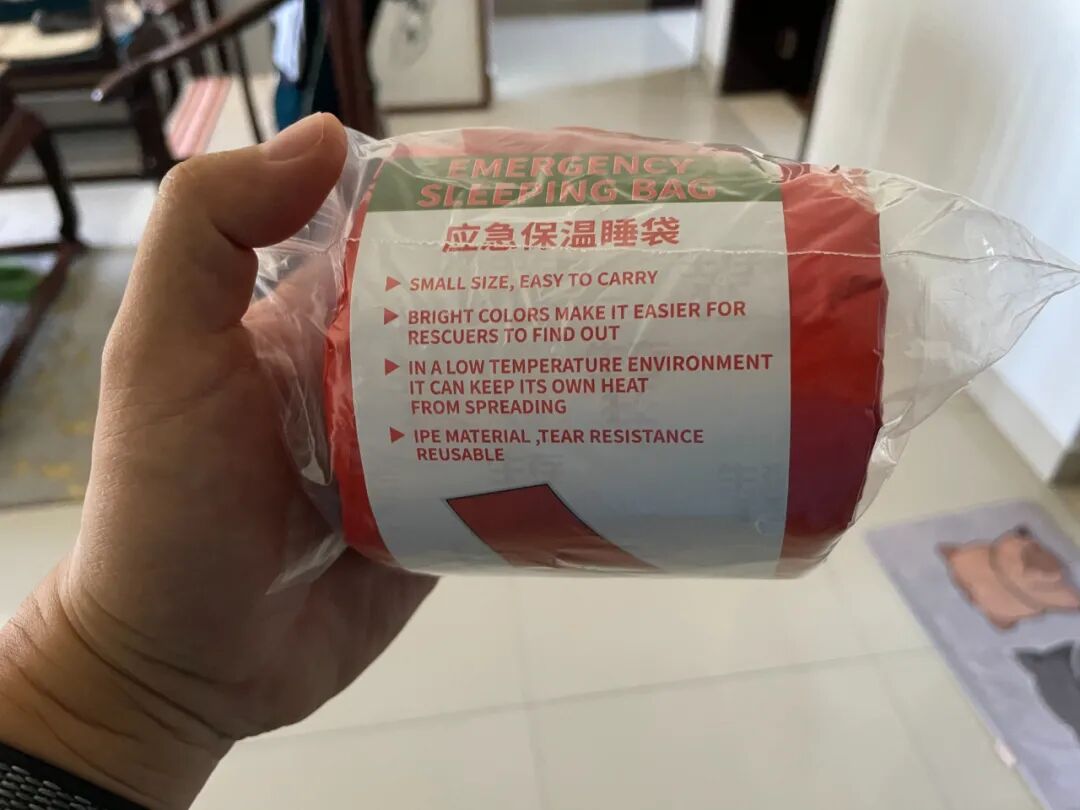 EMERGENCY
SLEEPING BAG
应急保温睡袋
SMALL SIZE, EASY TO CARRY
BRIGHT COLORS MAKE IT EASIER FOR
RESCUERS TO FIND OUT
IN A LOW TEMPERATURE ENVIRONMENT
IT CAN KEEP ITS OWN HEAT
FROM SPREADING
IPE MATERIAL ,TEAR RESISTANCE
REUSABLE